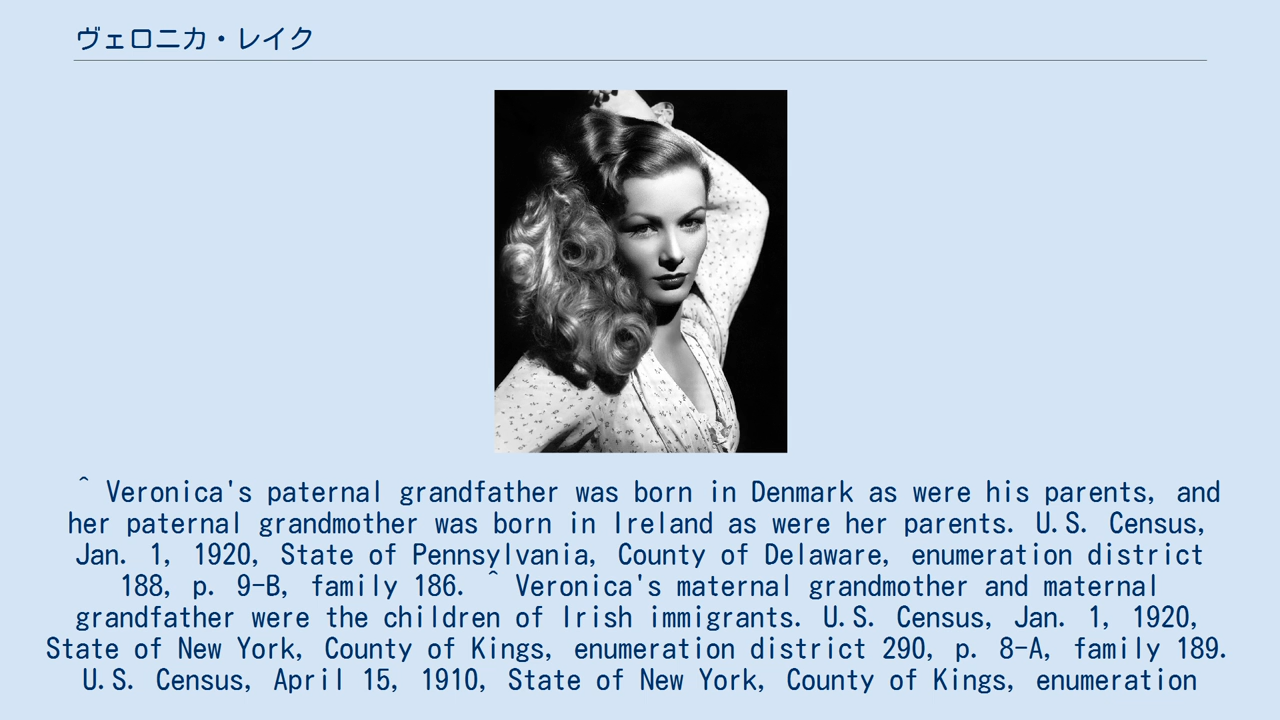 ヴェロニカ・レイク
^ Veronica's paternal grandfather was born in Denmark as were his parents, and
her paternal grandmother was born in Ireland as were her parents. U.S. Census,
Jan. 1, 1920, State of Pennsylvania, County of Delaware, enumeration district
188, p. 9-B, family 186. ^ Veronica's maternal grandmother and maternal
grandfather were the children of Irish immigrants. U.S. Census, Jan. 1, 1920,
State of New York, County of Kings, enumeration district 290, p. 8-A, family 189.
U.S. Census, April 15, 1910, State of New York, County of Kings, enumeration